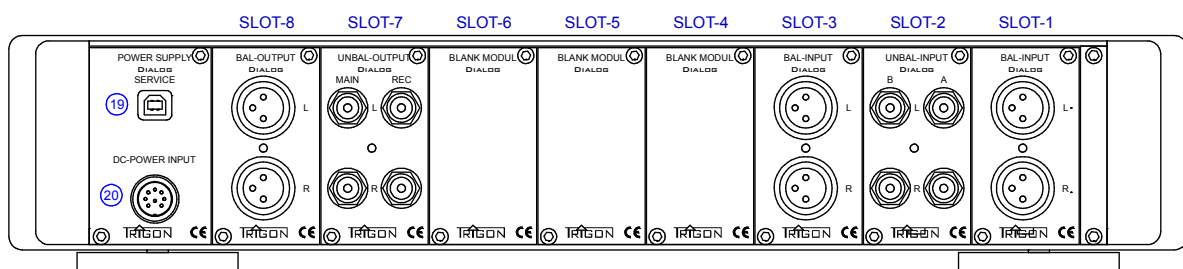 SLOT-8 SLOT-7 SLOT-6 SLOT-5 SLOT-4 SLOT-3 SLOT-2 SLOT-1
POWER SUPPLY BAL-OUTPUT UNBAL-OUTPUT BLANK MODUL BLANK MODUL BLANK MODUL BAL-INPUT UNBAL-INPUT BAL-INPUT
DIALOG DIALOG DIALOG DIALOG DIALOG DIALOG DIALOG DIALOG DIALOG
SERVICE MAIN REC B A
19 L L L L L
DC-POWER INPUT
20 R R R R R
TRIGON CE TRIGON CE TRIGON CE TRIGON CE TRIGON CE TRIGON CE TRIGON CE TRIGON CE TRIGON CE